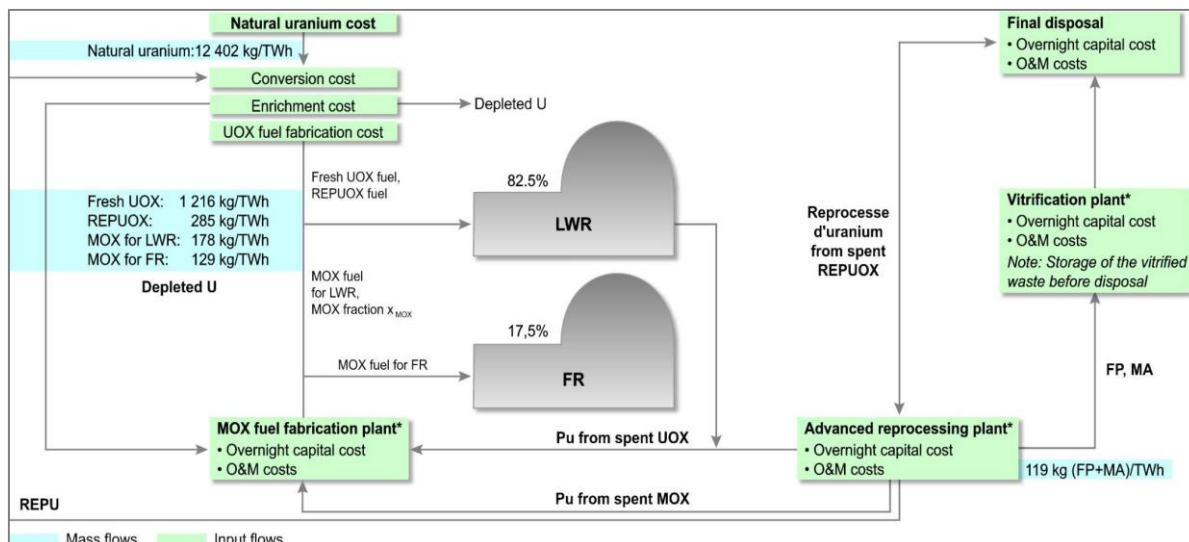 Natural uranium cost
Natural uranium:12 402 kg/TWh
Conversion cost
Enrichment cost
Depleted U
UOX fuel fabrication cost
Fresh UOX fuel,
REPUOX fuel
Fresh UOX: 1 216 kg/TWh
REPUOX: 285 kg/TWh
MOX for LWR: 178 kg/TWh
MOX for FR: 129 kg/TWh
Depleted U
MOX fuel
for LWR,
MOX fraction xMOX
MOX fuel for FR
82.5%
LWR
17,5%
FR
Final disposal
• Overnight capital cost
• O&M costs
Reprocesse
d'uranium
from spent
REPUOX
Vitrification plant*
• Overnight capital cost
• O&M costs
Note: Storage of the vitrified
waste before disposal
FP, MA
MOX fuel fabrication plant*
• Overnight capital cost
• O&M costs
Pu from spent UOX
Advanced reprocessing plant*
• Overnight capital cost
• O&M costs
119 kg (FP+MA)/TWh
Pu from spent MOX
REPU
Mass flows
Input flows